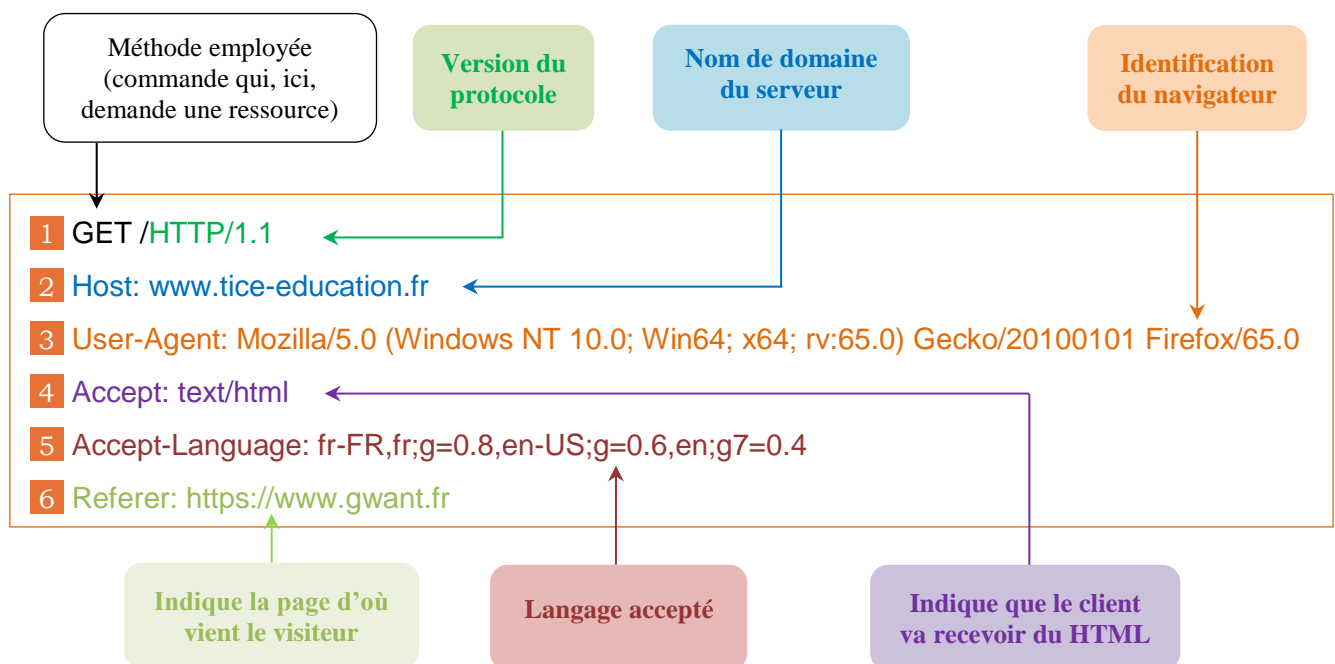 Méthode employée
(commande qui, ici,
demande une ressource)
Version du
protocole
Nom de domaine
du serveur
Identification
du navigateur
1 GET /HTTP/1.1
2 Host: www.tice-education.fr
3 User-Agent: Mozilla/5.0 (Windows NT 10.0; Win64; x64; rv:65.0) Gecko/20100101 Firefox/65.0
4 Accept: text/html
5 Accept-Language: fr-FR,fr;g=0.8,en-US;g=0.6,en;g7=0.4
6 Referer: https://www.gwant.fr
Indique la page d’où
vient le visiteur
Langage accepté
Indique que le client
va recevoir du HTML